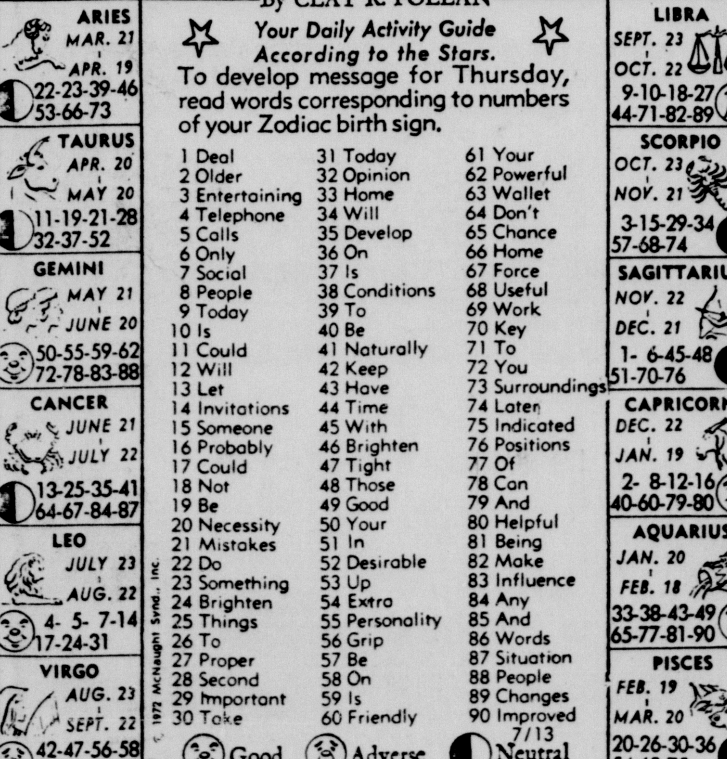 By CLAY R. POLLAN
Your Daily Activity Guide
According to the Stars.
To develop message for Thursday,
read words corresponding to numbers
of your Zodiac birth sign.
ARIES
MAR. 21
APR. 19
22-23-39-46
53-66-73
TAURUS
APR. 20
MAY 20
11-19-21-28
32-37-52
GEMINI
MAY 21
JUNE 20
50-55-59-62
72-78-83-88
CANCER
JUNE 21
JULY 22
13-25-35-41
64-67-84-87
LEO
JULY 23
AUG. 22
4- 5- 7-14
17-24-31
VIRGO
AUG. 23
SEPT. 22
42-47-56-58
1 Deal
2 Older
3 Entertaining
4 Telephone
5 Calls
6 Only
7 Social
8 People
9 Today
10 Is
11 Could
12 Will
13 Let
14 Invitations
15 Someone
16 Probably
17 Could
18 Not
19 Be
20 Necessity
21 Mistakes
22 Do
23 Something
24 Brighten
25 Things
26 To
27 Proper
28 Second
29 Important
30 Take
31 Today
32 Opinion
33 Home
34 Will
35 Develop
36 On
37 Is
38 Conditions
39 To
40 Be
41 Naturally
42 Keep
43 Have
44 Time
45 With
46 Brighten
47 Tight
48 Those
49 Good
50 Your
51 In
52 Desirable
53 Up
54 Extra
55 Personality
56 Grip
57 Be
58 On
59 Is
60 Friendly
61 Your
62 Powerful
63 Wallet
64 Don't
65 Chance
66 Home
67 Force
68 Useful
69 Work
70 Key
71 To
72 You
73 Surroundings
74 Later
75 Indicated
76 Positions
77 Of
78 Can
79 And
80 Helpful
81 Being
82 Make
83 Influence
84 Any
85 And
86 Words
87 Situation
88 People
89 Changes
90 Improved
7/13
Good
Adverse
Neutral
© 1972 McNaught Synd., Inc.
LIBRA
SEPT. 23
OCT. 22
9-10-18-27
44-71-82-89
SCORPIO
OCT. 23
NOV. 21
3-15-29-34
57-68-74
SAGITTARIU
NOV. 22
DEC. 21
1- 6-45-48
51-70-76
CAPRICORN
DEC. 22
JAN. 19
2- 8-12-16
40-60-79-80
AQUARIUS
JAN. 20
FEB. 18
33-38-43-49
65-77-81-90
PISCES
FEB. 19
MAR. 20
20-26-30-36